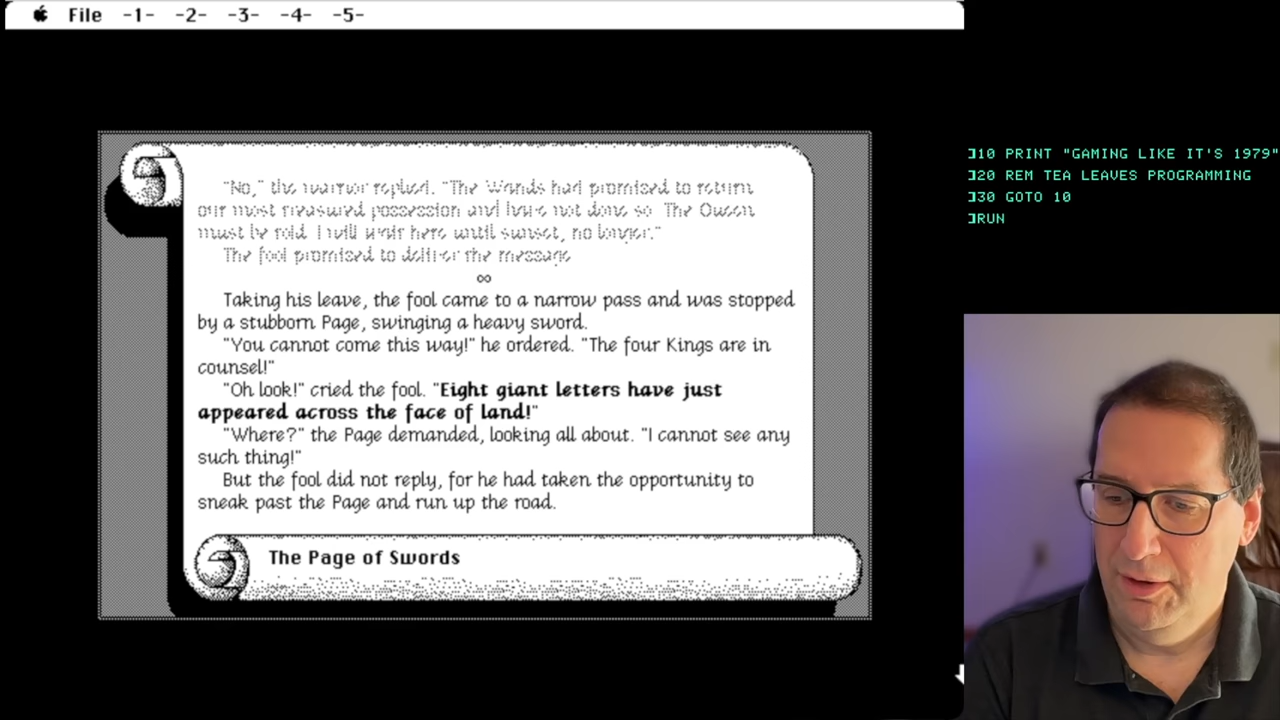 File -1- -2- -3- -4- -5-
"No," the warrior replied. "The Wands had promised to return
our most treasured possession and have not done so. The Queen
must be told. I will wait here until sunset, no longer."
The fool promised to deliver the message.
∞
Taking his leave, the fool came to a narrow pass and was stopped
by a stubborn Page, swinging a heavy sword.
"You cannot come this way!" he ordered. "The four Kings are in
counsel!"
"Oh look!" cried the fool. "Eight giant letters have just
appeared across the face of land!"
"Where?" the Page demanded, looking all about. "I cannot see any
such thing!"
But the fool did not reply, for he had taken the opportunity to
sneak past the Page and run up the road.
The Page of Swords
]10 PRINT "GAMING LIKE IT'S 1979"
]20 REM TEA LEAVES PROGRAMMING
]30 GOTO 10
]RUN